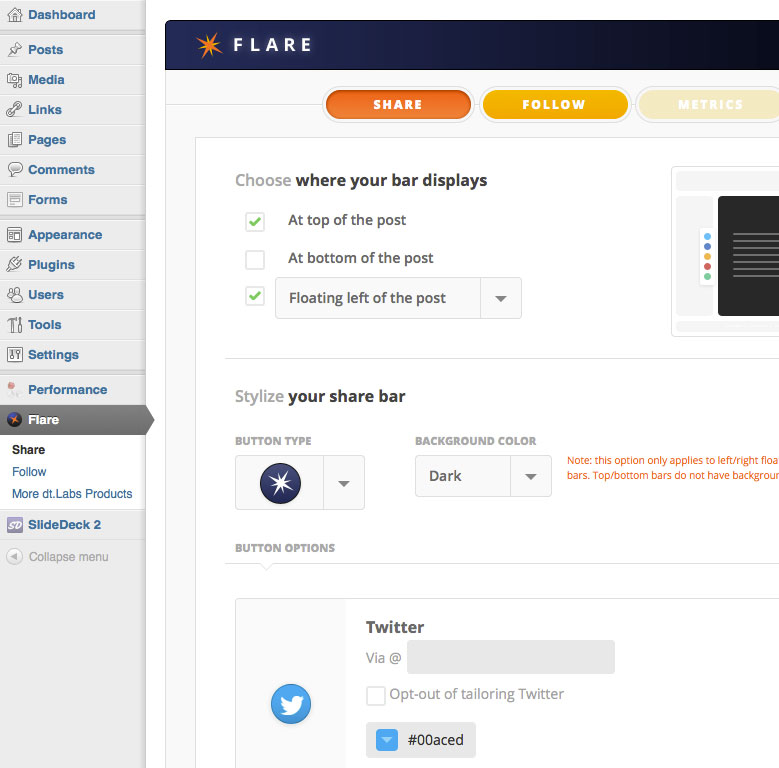 Dashboard
Posts
Media
Links
Pages
Comments
Forms
Appearance
Plugins
Users
Tools
Settings
Performance
Flare
Share
Follow
More dt.Labs Products
SD
SlideDeck 2
Collapse menu
FLARE
SHARE
FOLLOW
METRICS
Choose where your bar displays
At top of the post
At bottom of the post
Floating left of the post
Stylize your share bar
BUTTON TYPE
BACKGROUND COLOR
Dark
Note: this option only applies to left/right floa
bars. Top/bottom bars do not have backgroun
BUTTON OPTIONS
Twitter
Via @
Opt-out of tailoring Twitter
#00aced